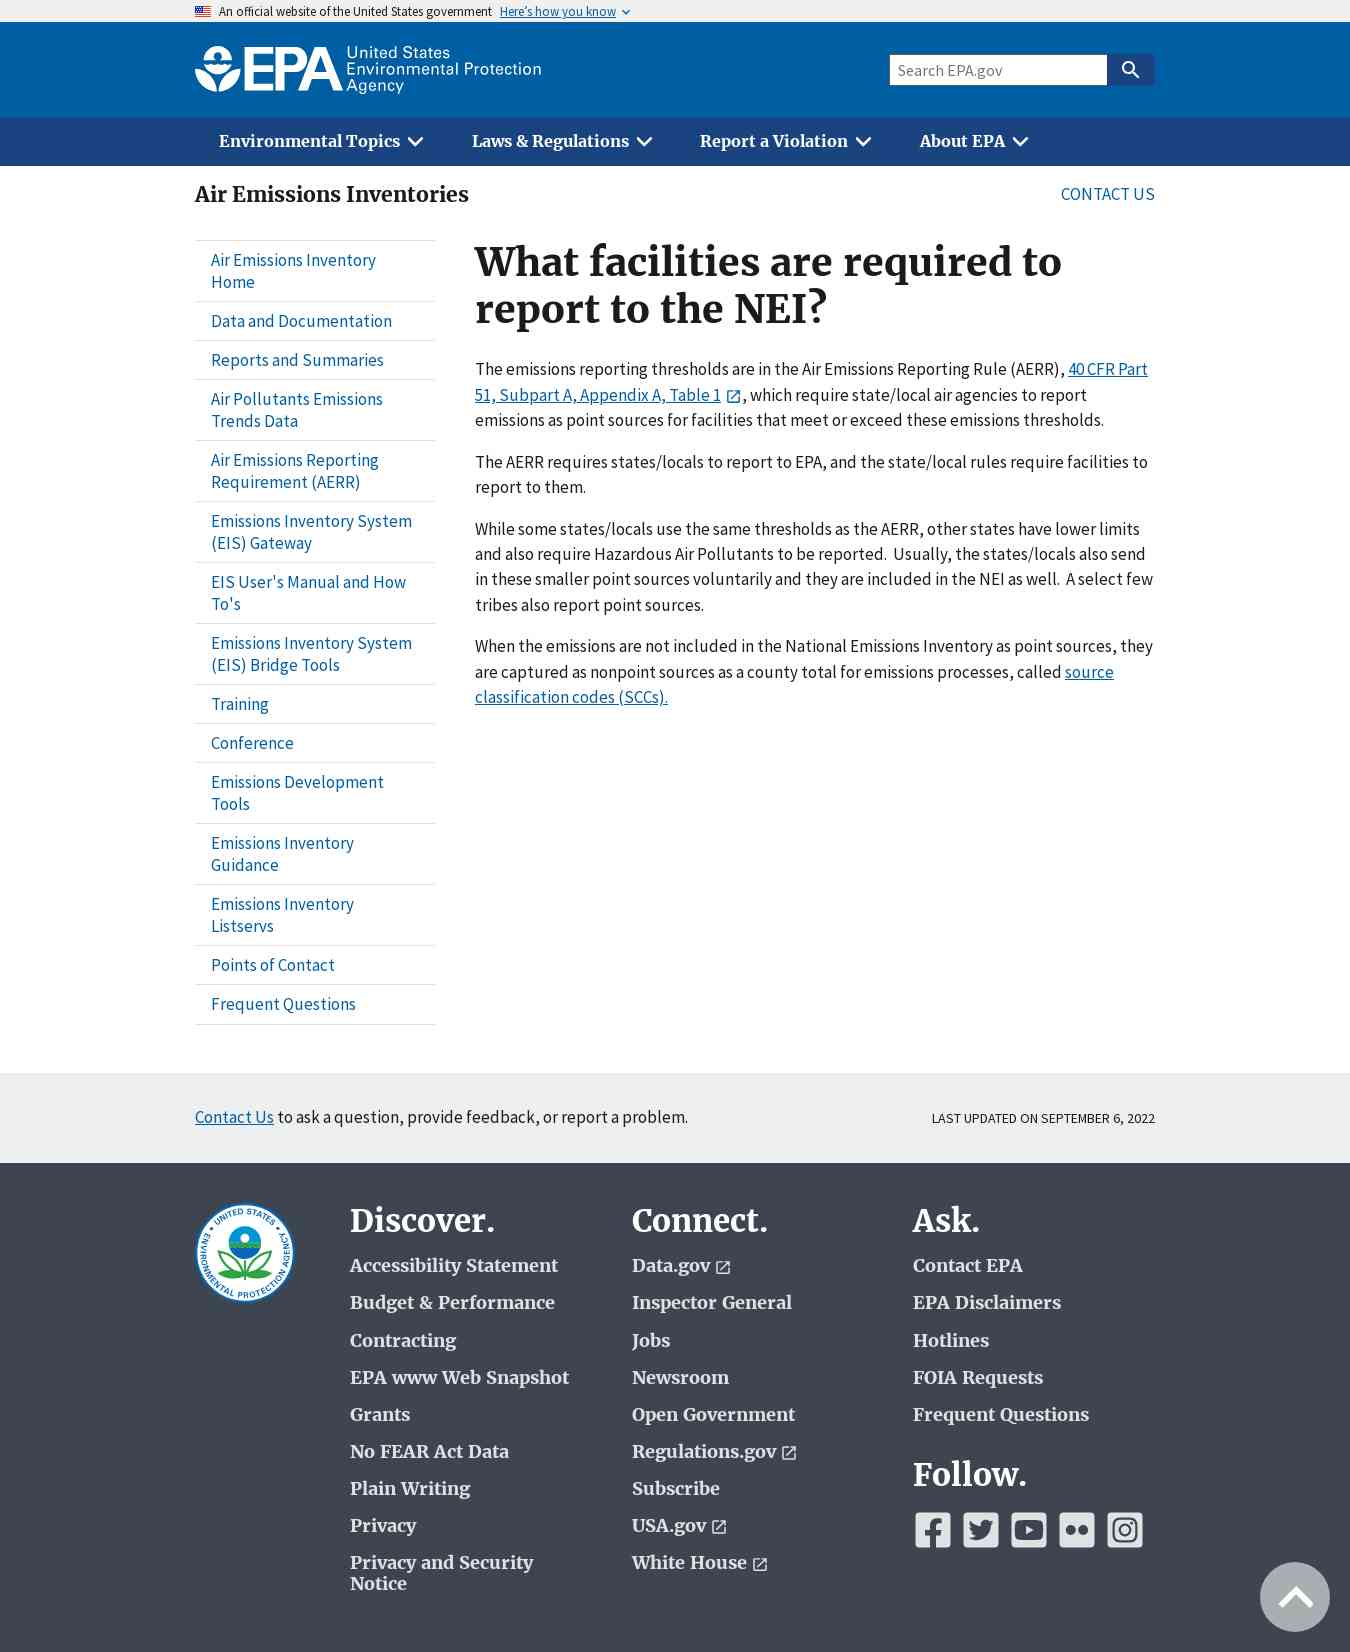 An official website of the United States government Here's how you know
EPA United States
Environmental Protection
Agency
Search EPA.gov
Environmental Topics Laws & Regulations Report a Violation About EPA
Air Emissions Inventories CONTACT US
Air Emissions Inventory
Home
Data and Documentation
Reports and Summaries
Air Pollutants Emissions
Trends Data
Air Emissions Reporting
Requirement (AERR)
Emissions Inventory System
(EIS) Gateway
EIS User's Manual and How
To's
Emissions Inventory System
(EIS) Bridge Tools
Training
Conference
Emissions Development
Tools
Emissions Inventory
Guidance
Emissions Inventory
Listservs
Points of Contact
Frequent Questions
What facilities are required to
report to the NEI?
The emissions reporting thresholds are in the Air Emissions Reporting Rule (AERR), 40 CFR Part
51, Subpart A, Appendix A, Table 1 , which require state/local air agencies to report
emissions as point sources for facilities that meet or exceed these emissions thresholds.
The AERR requires states/locals to report to EPA, and the state/local rules require facilities to
report to them.
While some states/locals use the same thresholds as the AERR, other states have lower limits
and also require Hazardous Air Pollutants to be reported.  Usually, the states/locals also send
in these smaller point sources voluntarily and they are included in the NEI as well.  A select few
tribes also report point sources.
When the emissions are not included in the National Emissions Inventory as point sources, they
are captured as nonpoint sources as a county total for emissions processes, called source
classification codes (SCCs).
Contact Us to ask a question, provide feedback, or report a problem. LAST UPDATED ON SEPTEMBER 6, 2022
UNITED STATES
ENVIRONMENTAL PROTECTION AGENCY
Discover.
Accessibility Statement
Budget & Performance
Contracting
EPA www Web Snapshot
Grants
No FEAR Act Data
Plain Writing
Privacy
Privacy and Security
Notice
Connect.
Data.gov
Inspector General
Jobs
Newsroom
Open Government
Regulations.gov
Subscribe
USA.gov
White House
Ask.
Contact EPA
EPA Disclaimers
Hotlines
FOIA Requests
Frequent Questions
Follow.